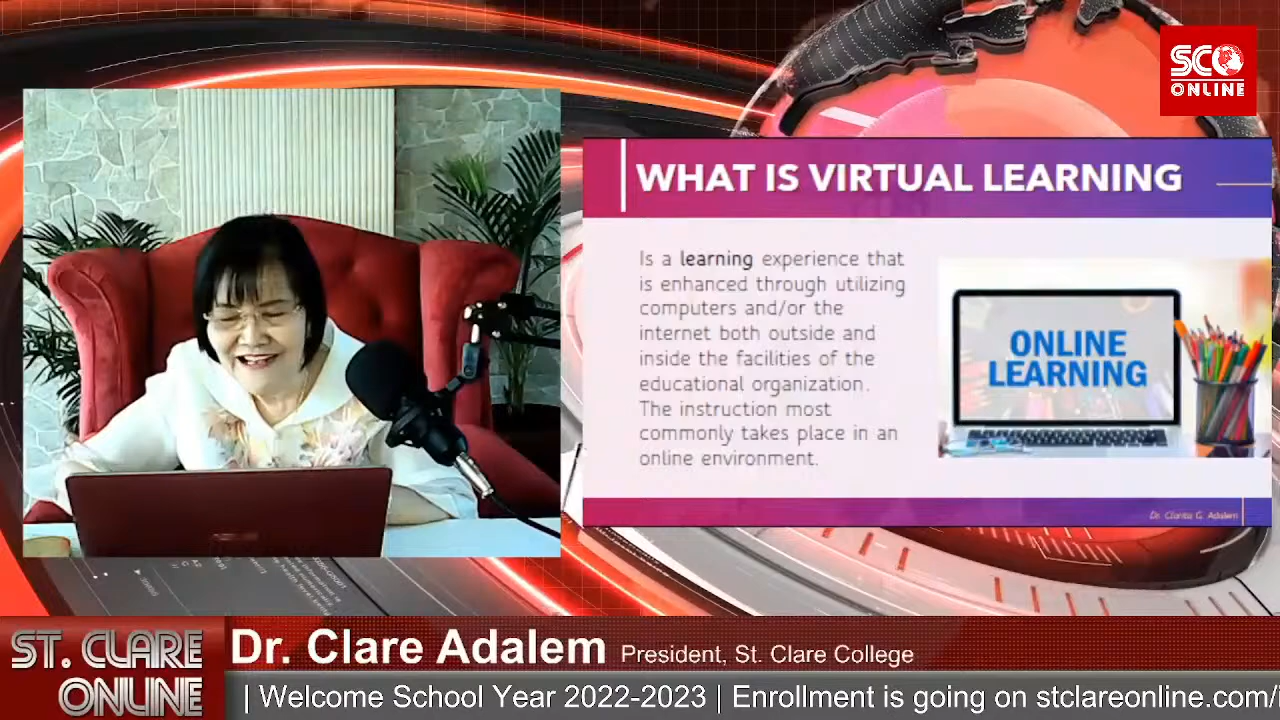 SCO
ONLINE
WHAT IS VIRTUAL LEARNING
Is a learning experience that
is enhanced through utilizing
computers and/or the
internet both outside and
inside the facilities of the
educational organization.
The instruction most
commonly takes place in an
online environment.
ONLINE
LEARNING
Dr. Clarita G. Adalem
ST. CLARE
ONLINE
Dr. Clare Adalem President, St. Clare College
| Welcome School Year 2022-2023 | Enrollment is going on stclareonline.com/